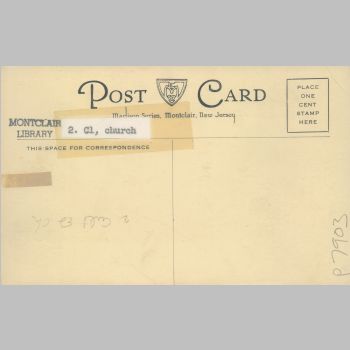 POST CARD
Madison Series, Montclair, New Jersey
PLACE
ONE
CENT
STAMP
HERE
MONTCLAIR
LIBRARY
2. Cl, church
THIS SPACE FOR CORRESPONDENCE
P7903